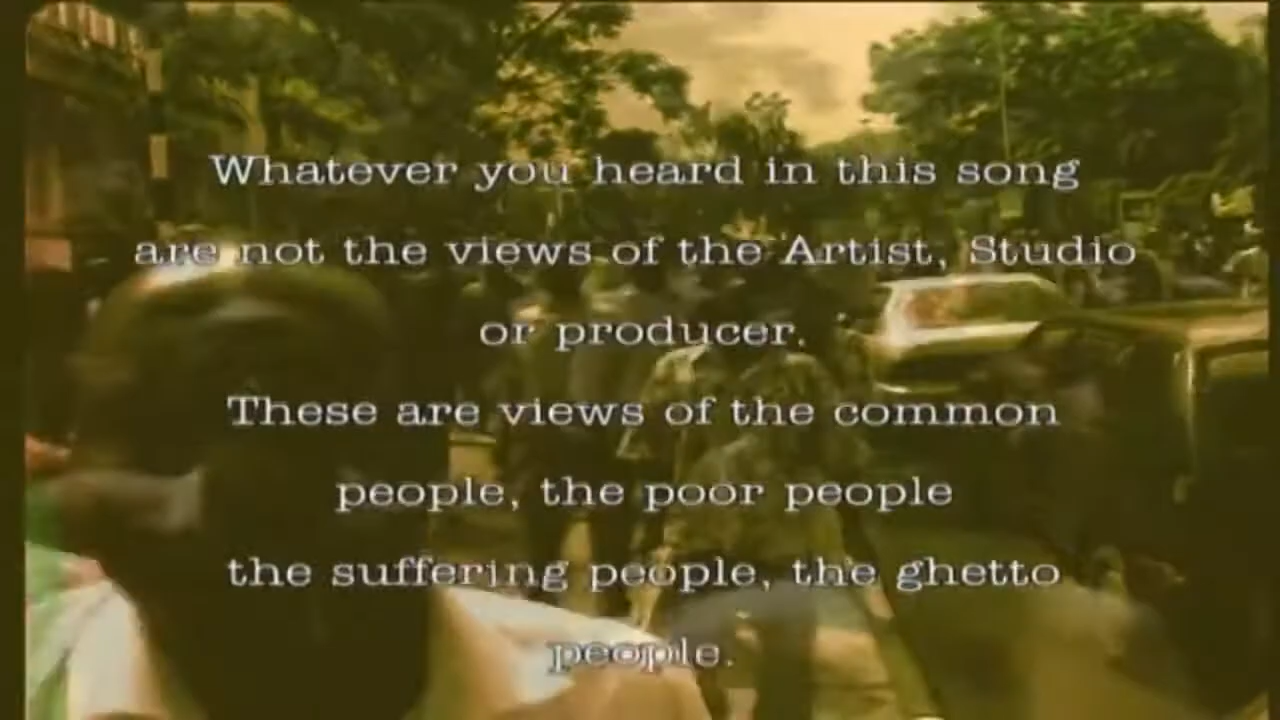 Whatever you heard in this song
are not the views of the Artist, Studio
or producer.
These are views of the common
people, the poor people
the suffering people, the ghetto
people.